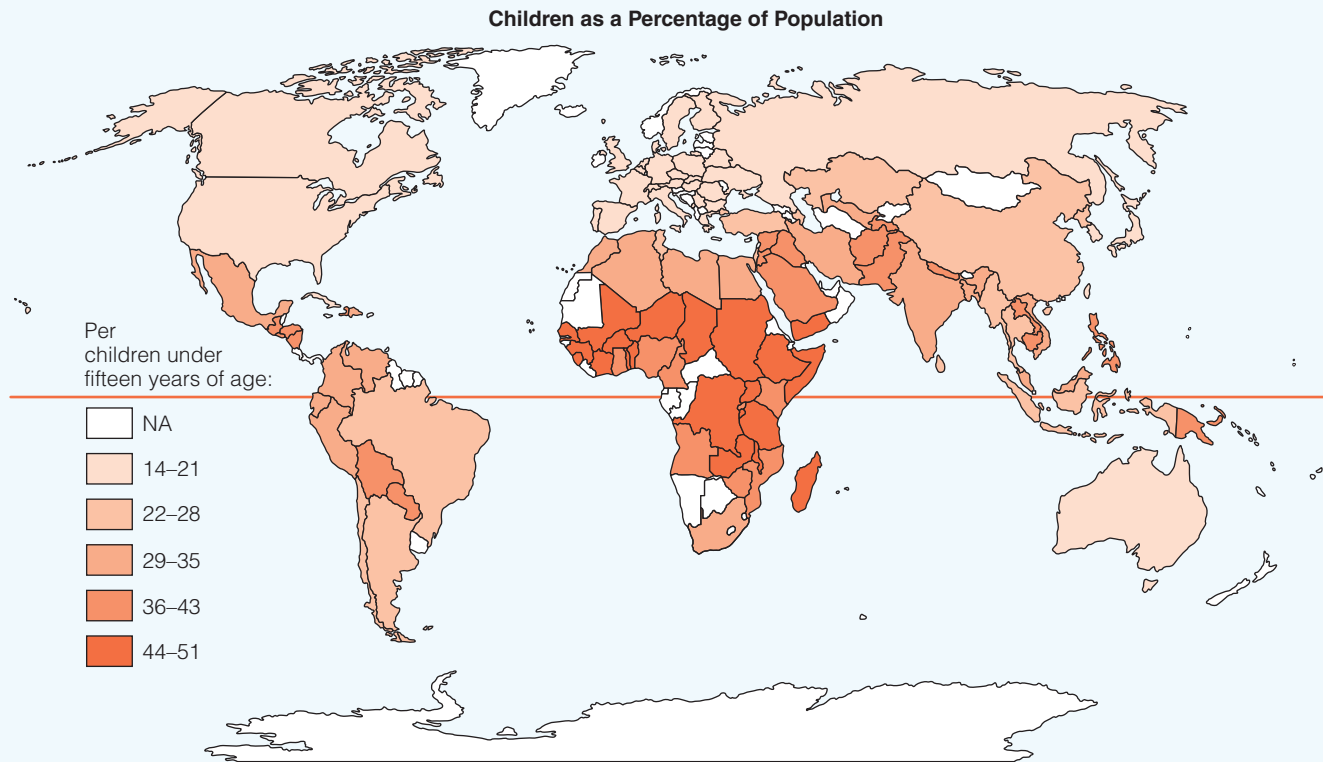 Children as a Percentage of Population
Per
children under
fifteen years of age:
NA
14–21
22–28
29–35
36–43
44–51